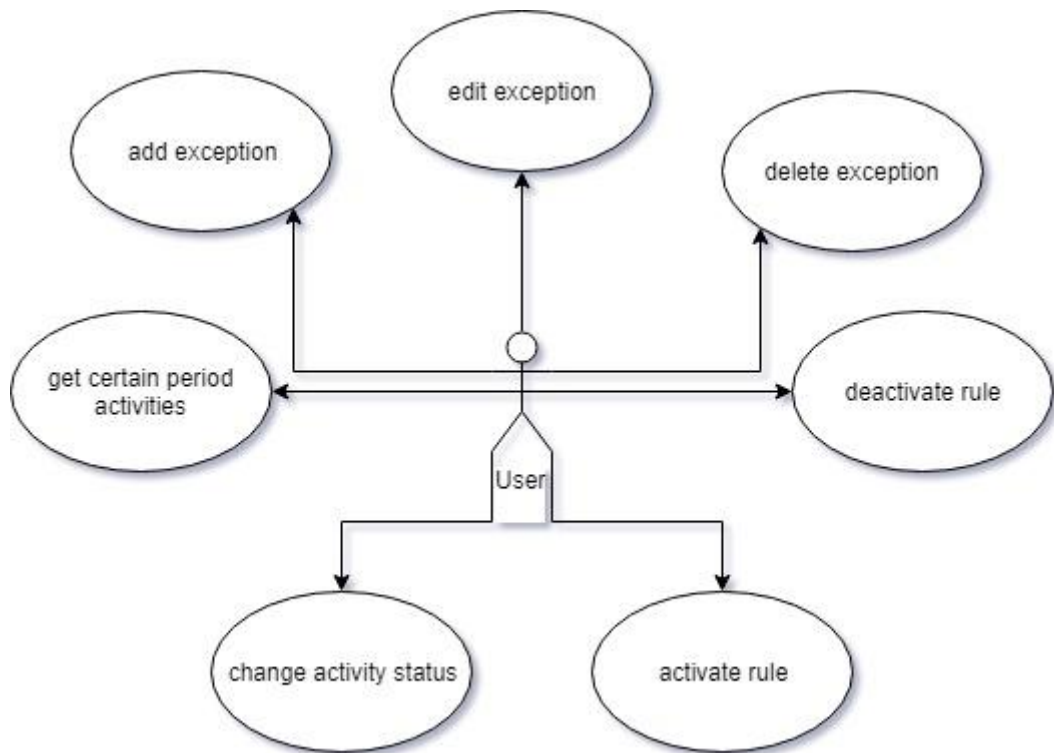 edit exception
add exception
delete exception
get certain period
activities
deactivate rule
User
change activity status
activate rule